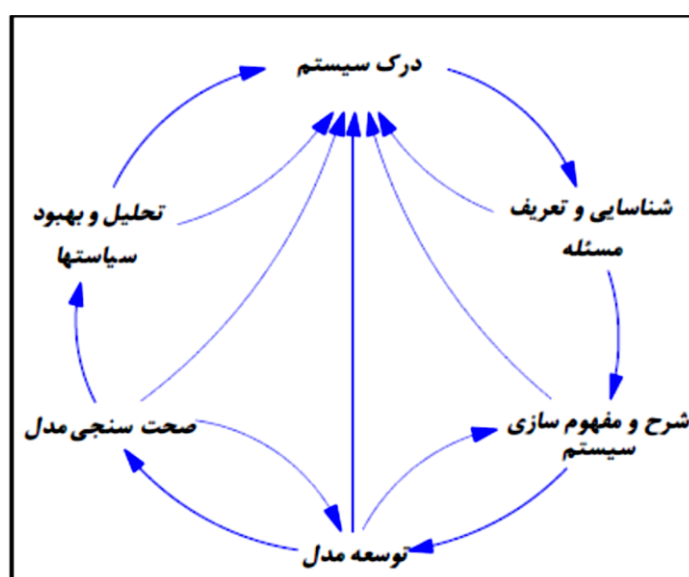 درک سیستم
شناسایی و تعریف
مسئله
شرح و مفهوم سازی
سیستم
توسعه مدل
صحت سنجی مدل
تحلیل و بهبود
سیاستها